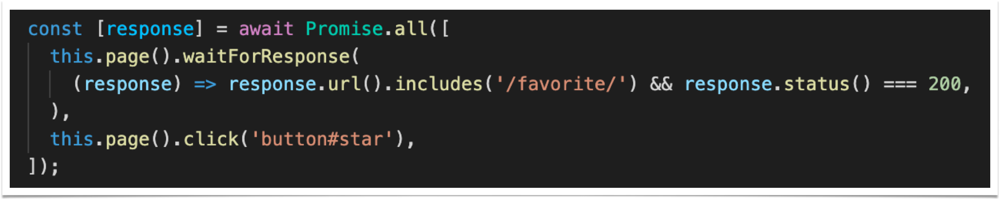 const [response] = await Promise.all([
  this.page().waitForResponse(
    (response) => response.url().includes('/favorite/') && response.status() === 200,
  ),
  this.page().click('button#star'),
]);